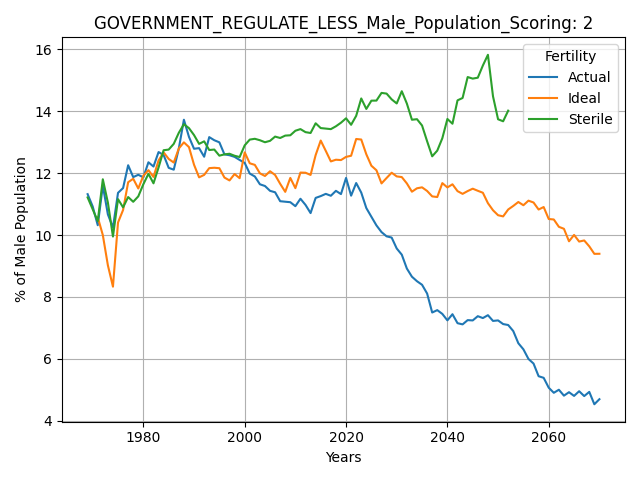 GOVERNMENT_REGULATE_LESS_Male_Population_Scoring: 2
Fertility
Actual
Ideal
Sterile
% of Male Population
16
14
12
10
8
6
4
1980 2000 2020 2040 2060
Years